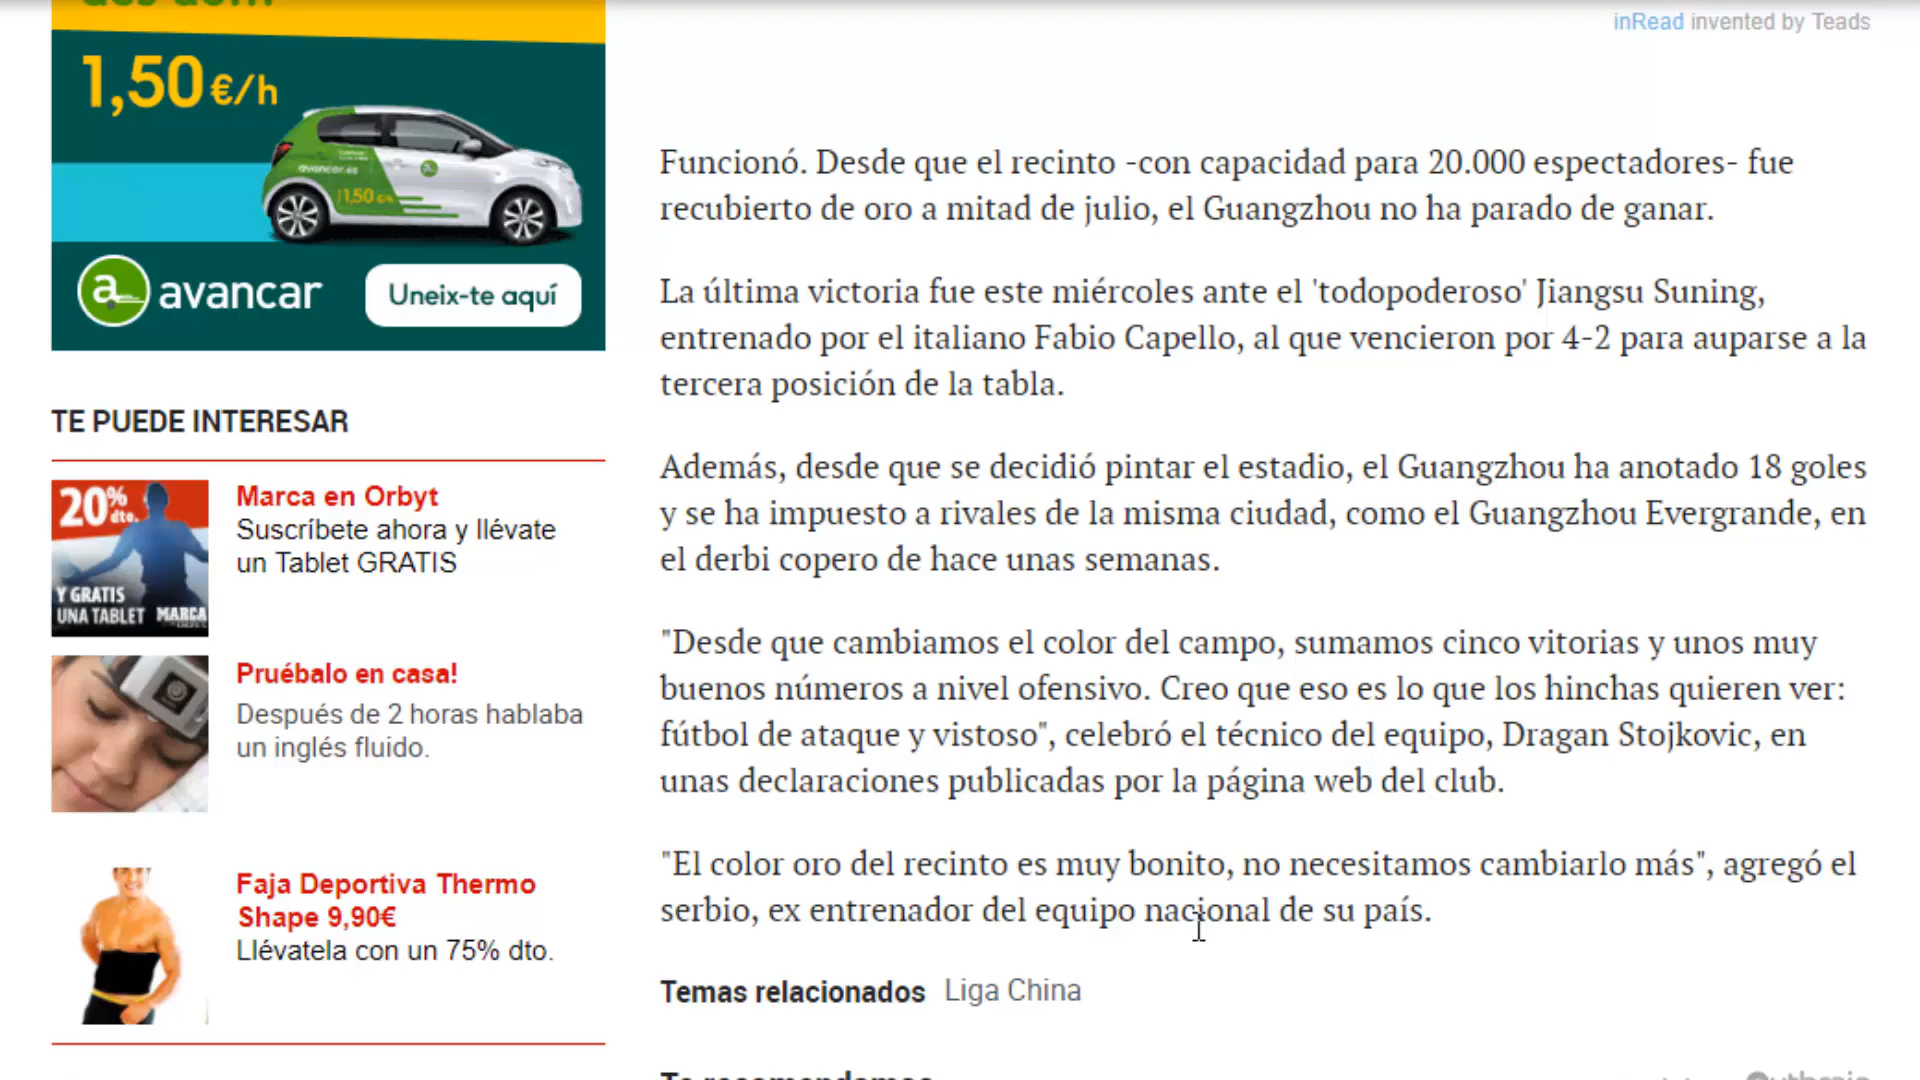 inRead invented by Teads
1,50 €/h
avancar.es
1,50 €/h
a avancar
Uneix-te aquí
TE PUEDE INTERESAR
20% dto.
Y GRATIS
UNA TABLET MARCA
Marca en Orbyt
Suscríbete ahora y llévate
un Tablet GRATIS
Pruébalo en casa!
Después de 2 horas hablaba
un inglés fluido.
Faja Deportiva Thermo
Shape 9,90€
Llévatela con un 75% dto.
Funcionó. Desde que el recinto -con capacidad para 20.000 espectadores- fue
recubierto de oro a mitad de julio, el Guangzhou no ha parado de ganar.
La última victoria fue este miércoles ante el 'todopoderoso' Jiangsu Suning,
entrenado por el italiano Fabio Capello, al que vencieron por 4-2 para auparse a la
tercera posición de la tabla.
Además, desde que se decidió pintar el estadio, el Guangzhou ha anotado 18 goles
y se ha impuesto a rivales de la misma ciudad, como el Guangzhou Evergrande, en
el derbi copero de hace unas semanas.
"Desde que cambiamos el color del campo, sumamos cinco vitorias y unos muy
buenos números a nivel ofensivo. Creo que eso es lo que los hinchas quieren ver:
fútbol de ataque y vistoso", celebró el técnico del equipo, Dragan Stojkovic, en
unas declaraciones publicadas por la página web del club.
"El color oro del recinto es muy bonito, no necesitamos cambiarlo más", agregó el
serbio, ex entrenador del equipo nacional de su país.
Temas relacionados Liga China
Te recomendamos